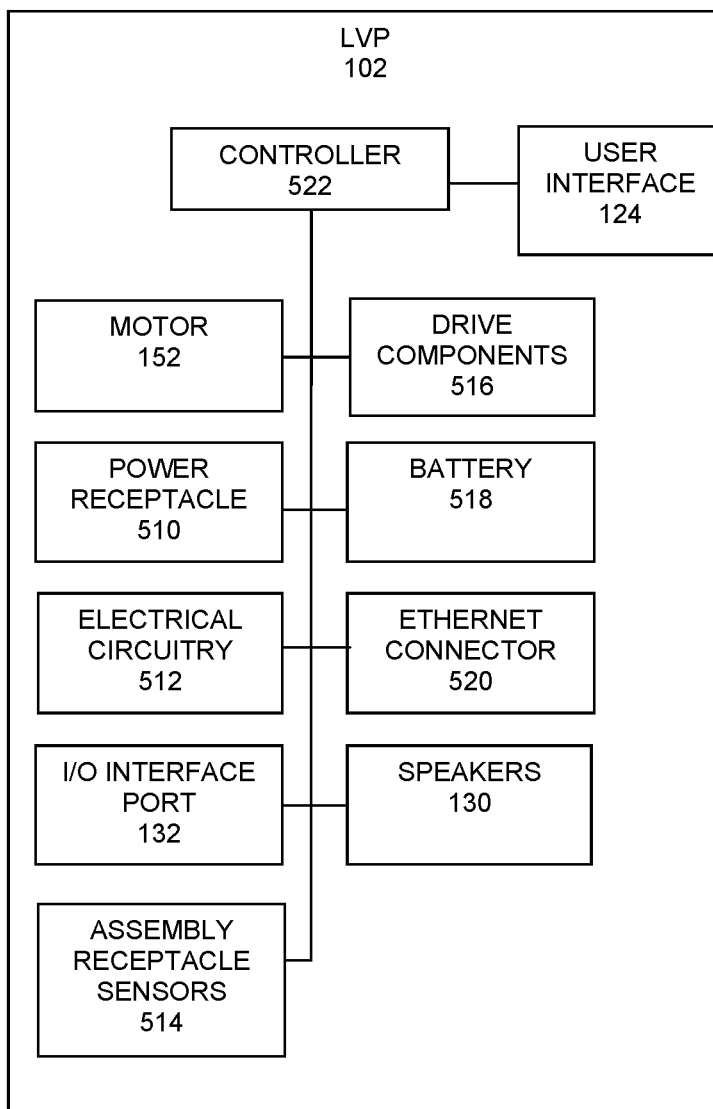 LVP
102
CONTROLLER
522
USER
INTERFACE
124
MOTOR
152
DRIVE
COMPONENTS
516
POWER
RECEPTACLE
510
BATTERY
518
ELECTRICAL
CIRCUITRY
512
ETHERNET
CONNECTOR
520
I/O INTERFACE
PORT
132
SPEAKERS
130
ASSEMBLY
RECEPTACLE
SENSORS
514